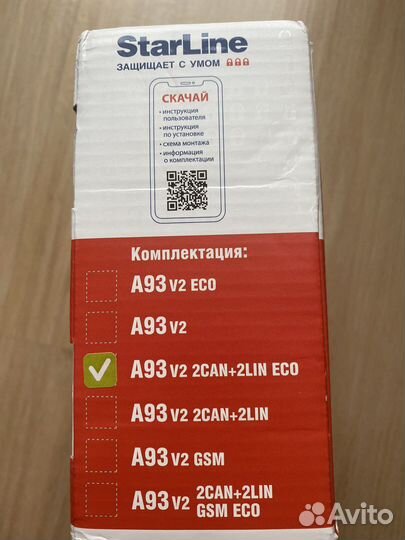 StarLine
ЗАЩИЩАЕТ С УМОМ
СКАЧАЙ
• инструкция
пользователя
• инструкция
по установке
• схема монтажа
• информация
о комплектации
Комплектация:
A93 V2 ECO
A93 V2
A93 V2 2CAN+2LIN ECO
A93 V2 2CAN+2LIN
A93 V2 GSM
A93 V2 2CAN+2LIN
GSM ECO
Avito